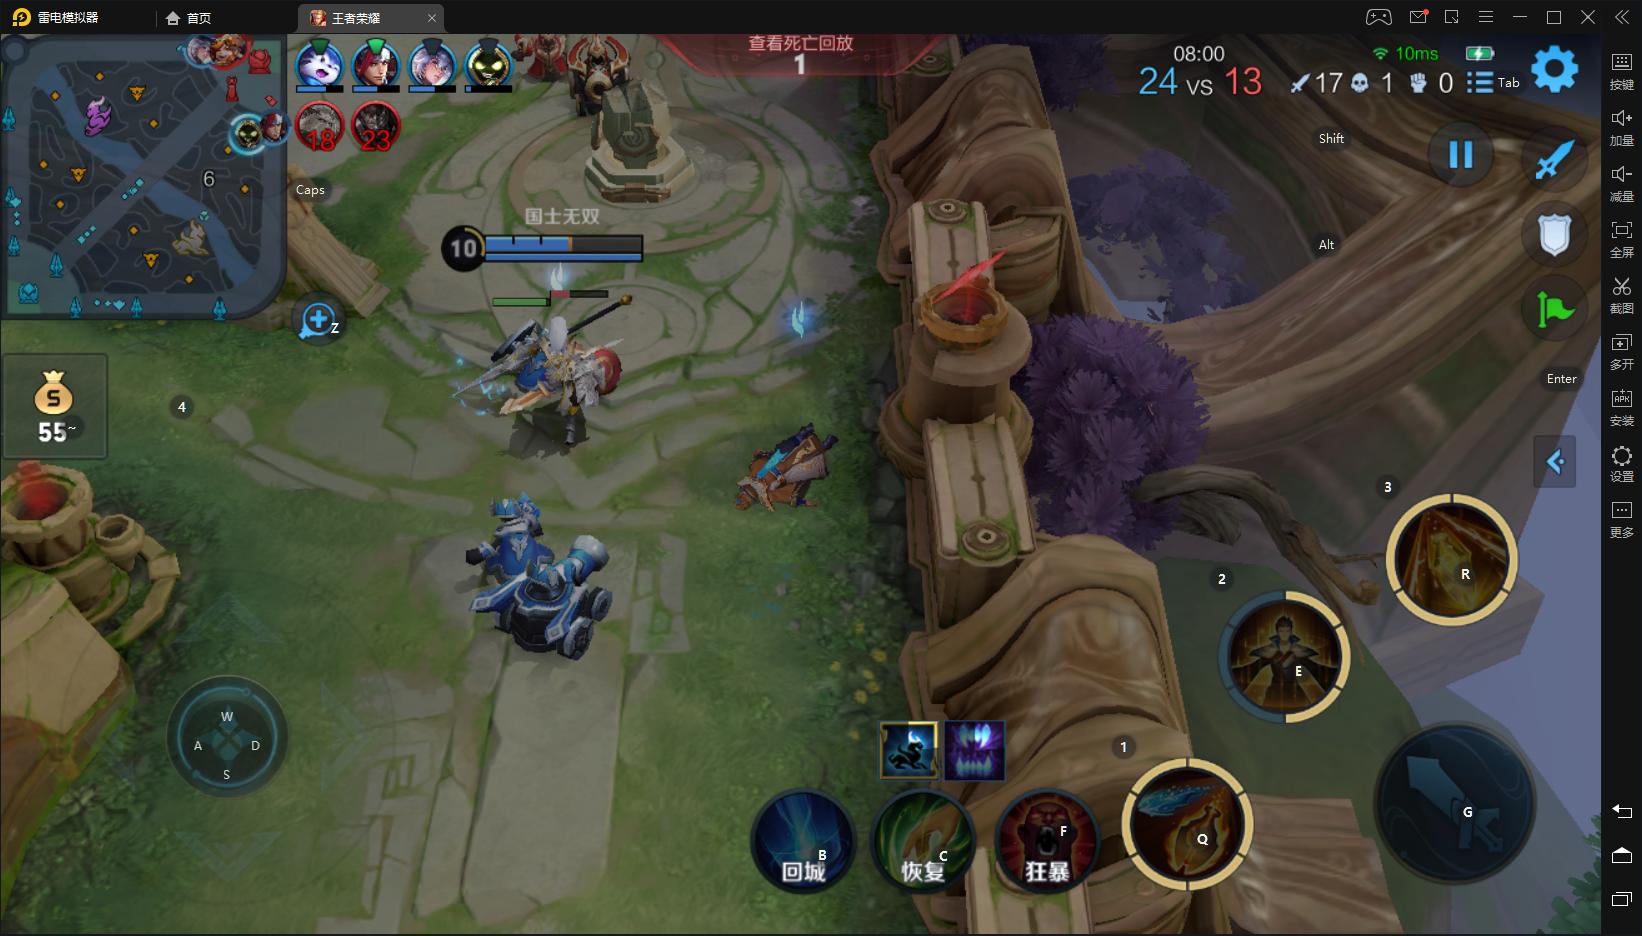 雷电模拟器
首页
王者荣耀
查看死亡回放
1
08:00
10ms
24 vs 13
17
1
0
Tab
18
23
6
Caps
Shift
Alt
Enter
Z
国士无双
10
S
55~
4
3
2
1
W
A
D
S
R
E
Q
G
B
回城
C
恢复
F
狂暴
按键
加量
减量
全屏
截图
多开
APK
安装
设置
更多